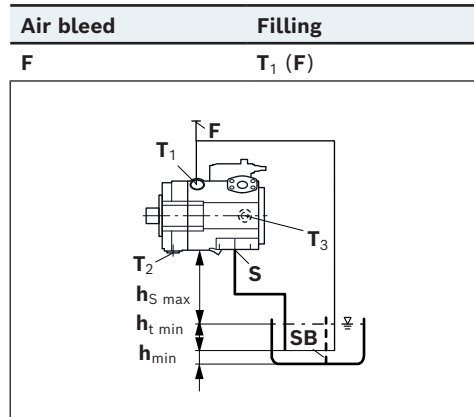 Air bleed Filling
F T₁ (F)
F
T₁
T₃
T₂
S
hS max
ht min
SB
hmin